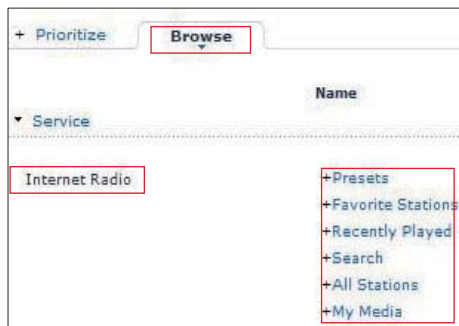 + Prioritize Browse
Name
Service
Internet Radio +Presets
+Favorite Stations
+Recently Played
+Search
+All Stations
+My Media